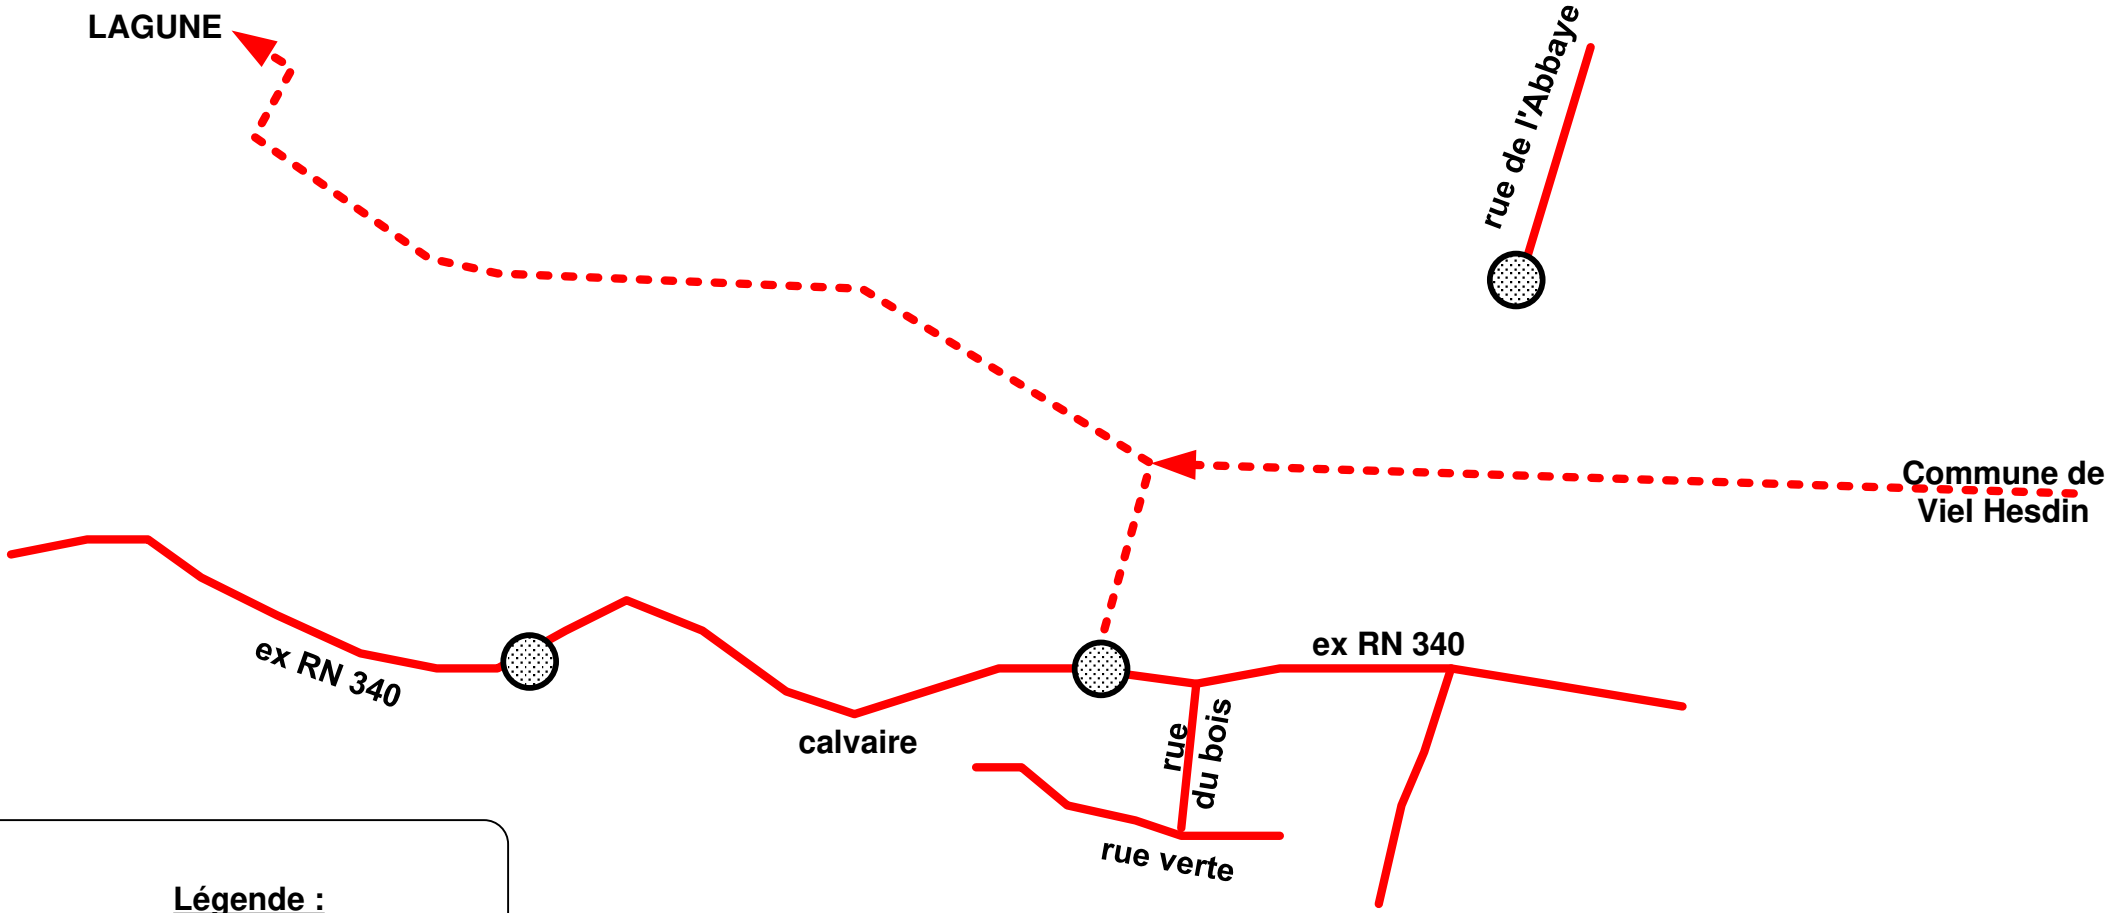 LAGUNE
rue de l'Abbaye
Commune de
Viel Hesdin
ex RN 340
ex RN 340
calvaire
rue
du bois
rue verte
Légende :